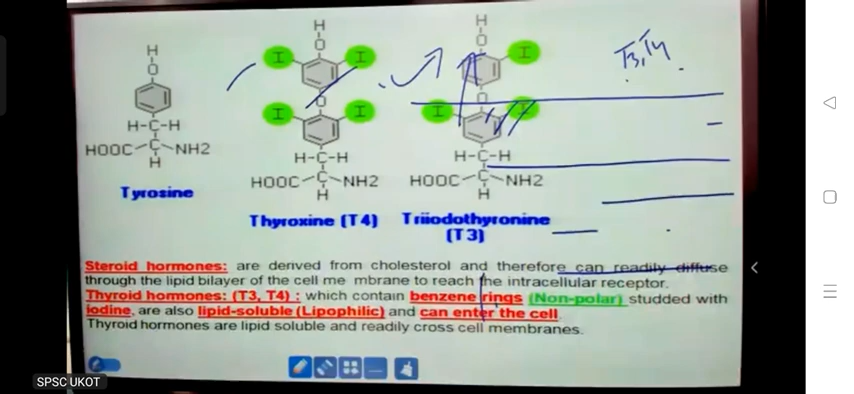 T3, T4
H
O
H
O
H
O
I
I
I
O
O
I
I
I
I
H-C-H
H-C-H
H-C-H
HOOC-C-NH2
H
HOOC-C-NH2
H
HOOC-C-NH2
H
Tyrosine
Thyroxine (T4)
Triiodothyronine
(T3)
Steroid hormones: are derived from cholesterol and therefore can readily diffuse
through the lipid bilayer of the cell me mbrane to reach the intracellular receptor.
Thyroid hormones: (T3, T4) : which contain benzene rings (Non-polar) studded with
iodine, are also lipid-soluble (Lipophilic) and can enter the cell.
Thyroid hormones are lipid soluble and readily cross cell membranes.
SPSC UKOT